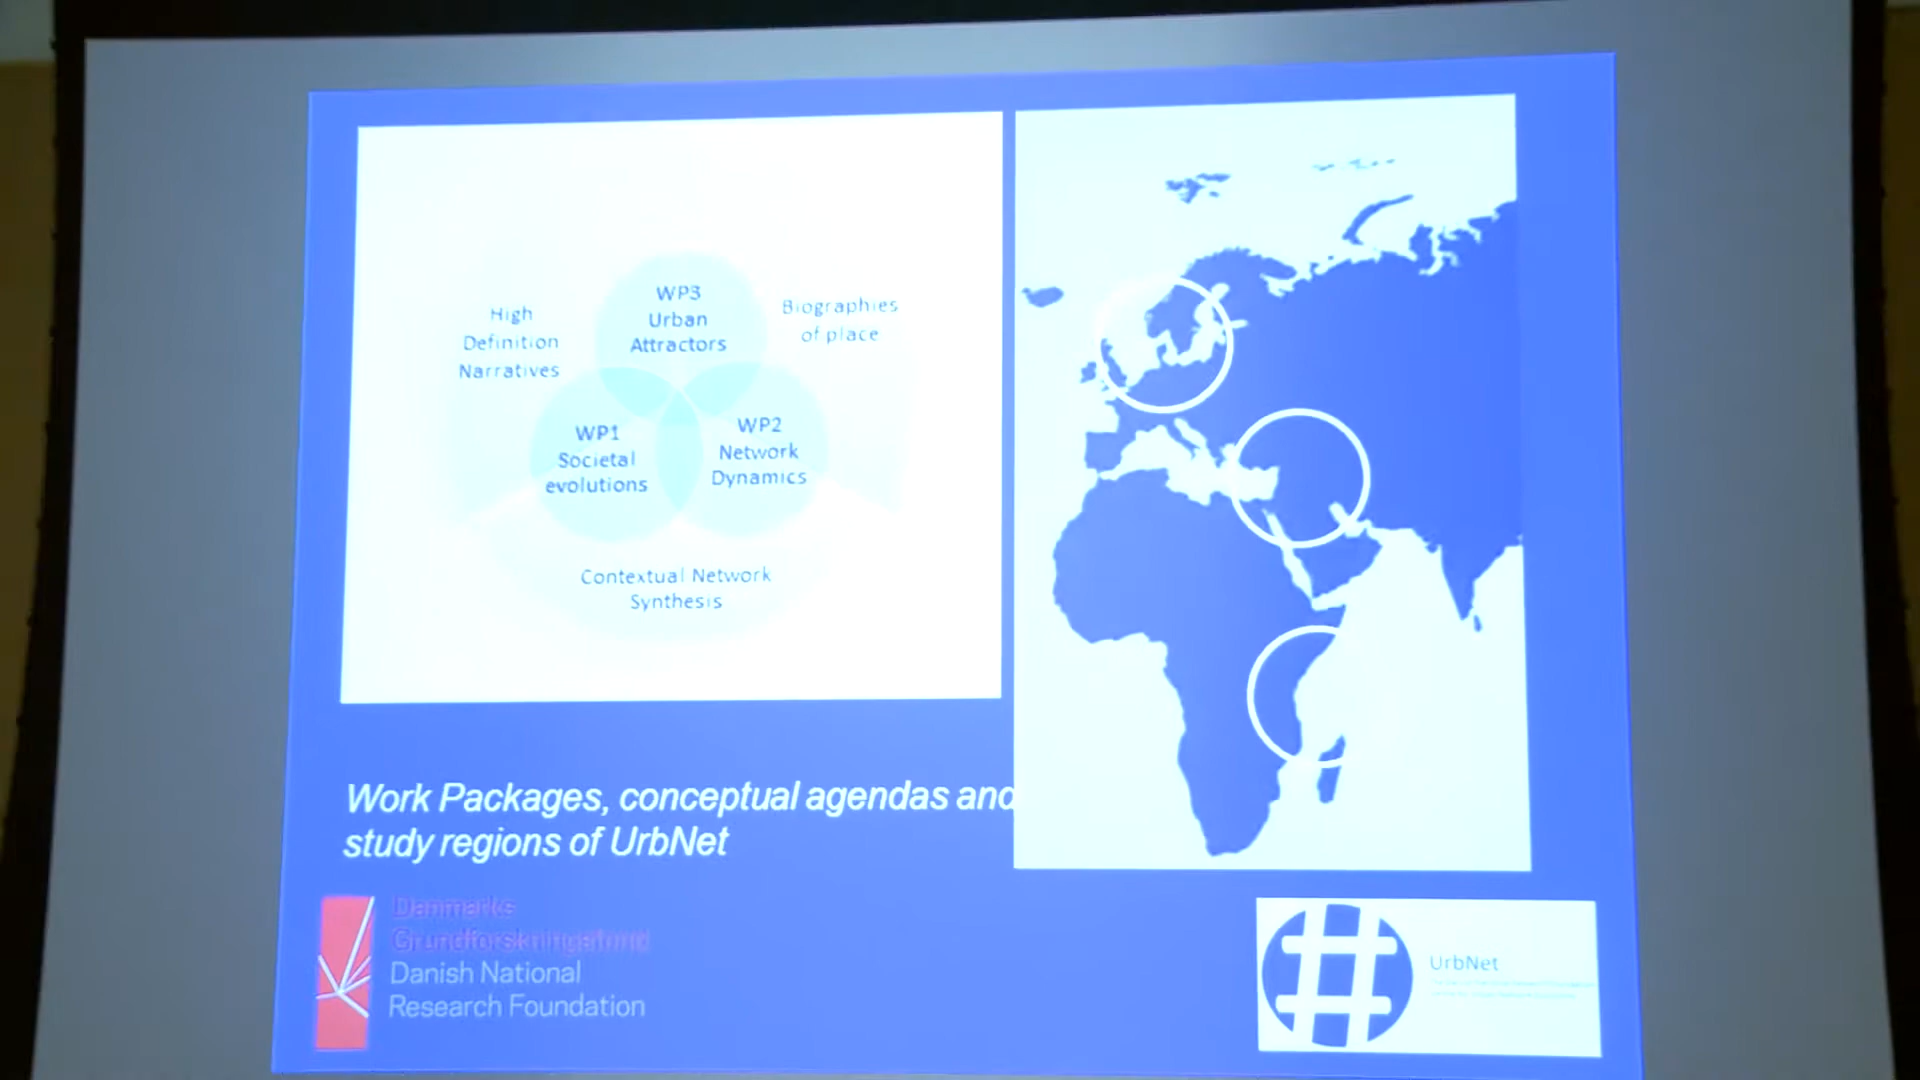 High
Definition
Narratives
WP3
Urban
Attractors
Biographies
of place
WP1
Societal
evolutions
WP2
Network
Dynamics
Contextual Network
Synthesis
Work Packages, conceptual agendas and
study regions of UrbNet
Danmarks
Grundforskningsfond
Danish National
Research Foundation
UrbNet